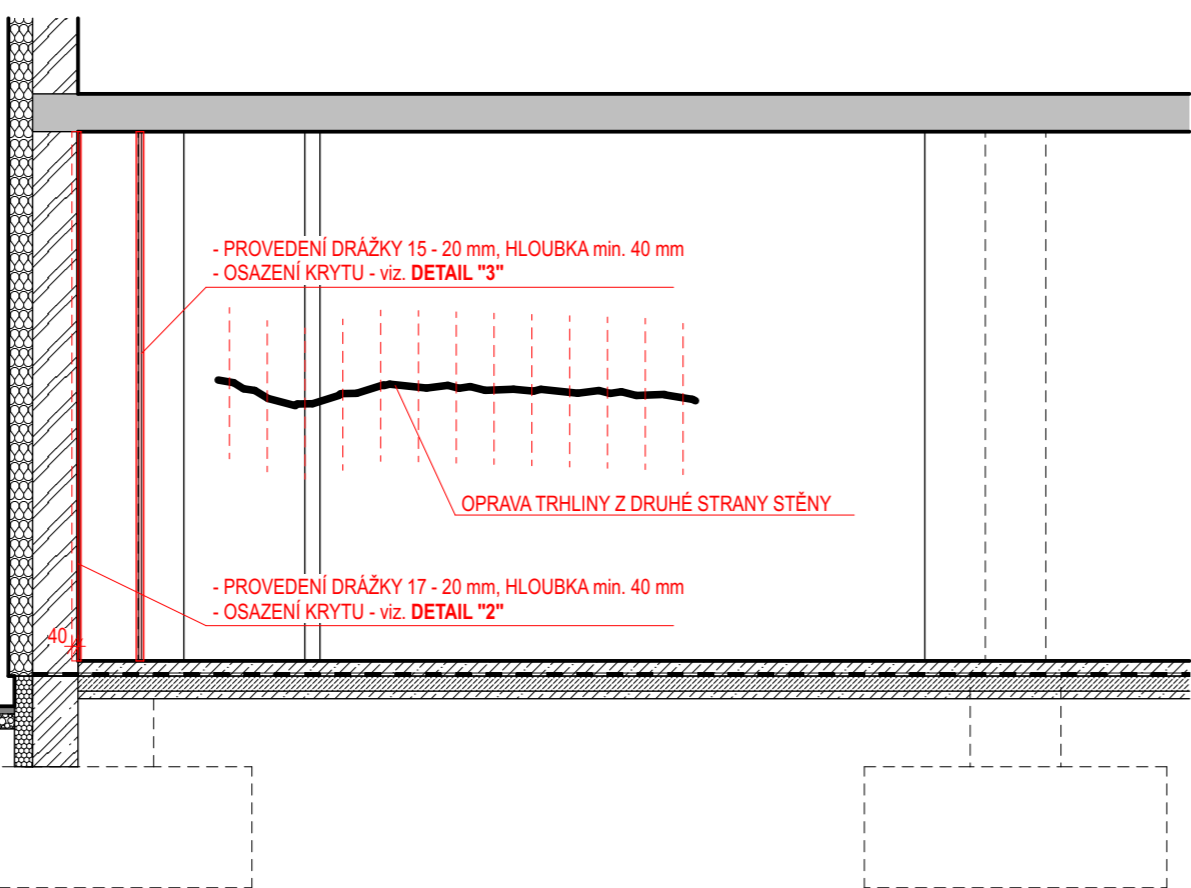 - PROVEDENÍ DRÁŽKY 15 - 20 mm, HLOUBKA min. 40 mm
- OSAZENÍ KRYTU - viz. DETAIL "3"
OPRAVA TRHLINY Z DRUHÉ STRANY STĚNY
- PROVEDENÍ DRÁŽKY 17 - 20 mm, HLOUBKA min. 40 mm
- OSAZENÍ KRYTU - viz. DETAIL "2"
40